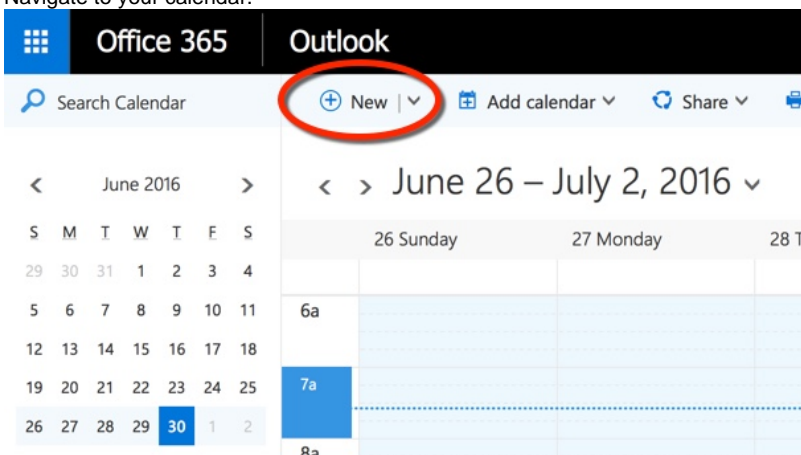 Navigate to your calendar.
Office 365 Outlook
Search Calendar New Add calendar Share
June 2016
June 26 – July 2, 2016
S M T W T F S
26 Sunday 27 Monday 28 T
29 30 31 1 2 3 4
5 6 7 8 9 10 11
6a
12 13 14 15 16 17 18
19 20 21 22 23 24 25
7a
26 27 28 29 30 1 2
8a